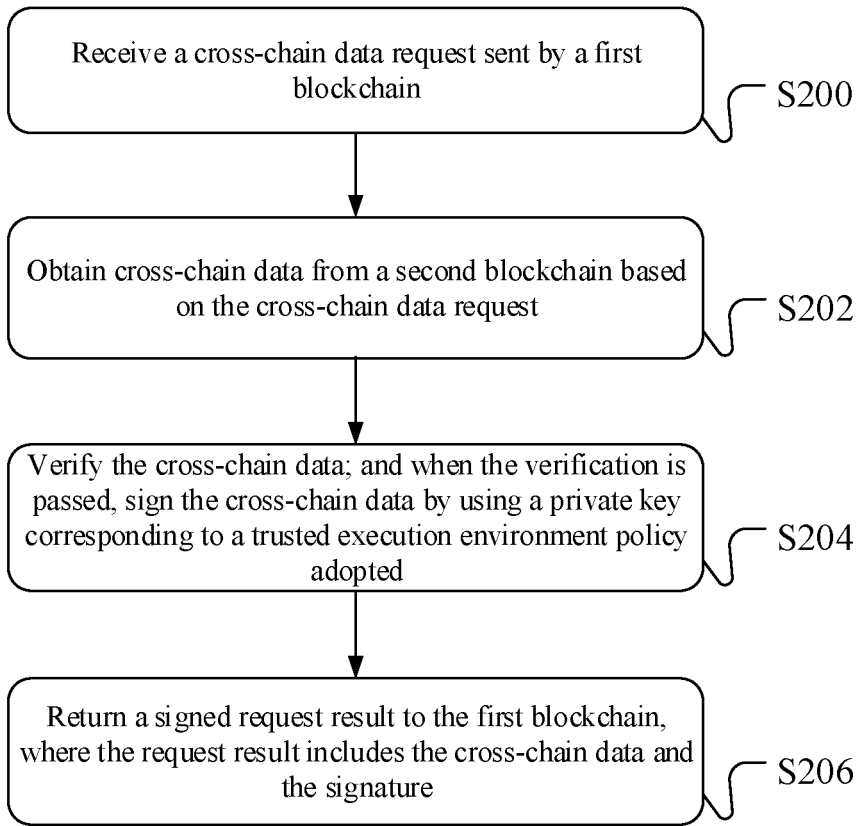 Receive a cross-chain data request sent by a first
blockchain
S200
Obtain cross-chain data from a second blockchain based
on the cross-chain data request
S202
Verify the cross-chain data; and when the verification is
passed, sign the cross-chain data by using a private key
corresponding to a trusted execution environment policy
adopted
S204
Return a signed request result to the first blockchain,
where the request result includes the cross-chain data and
the signature
S206